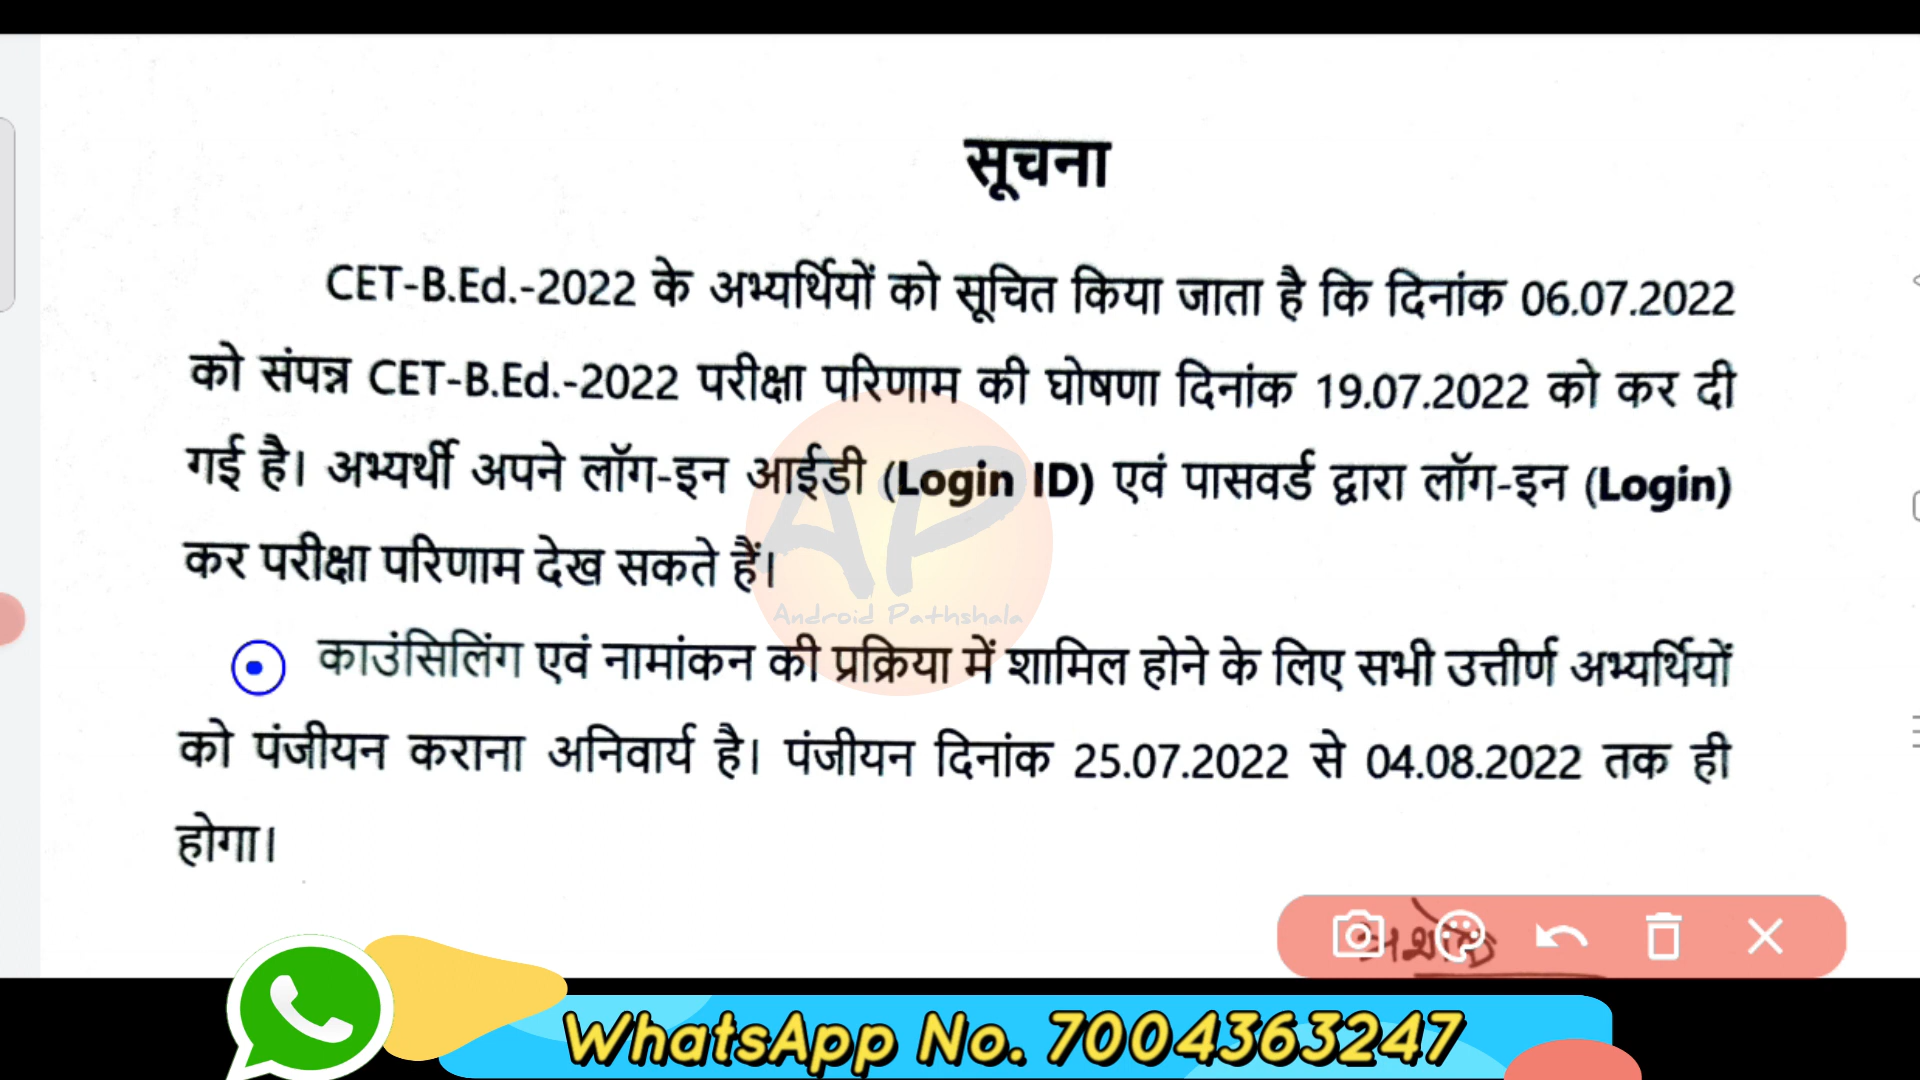 सूचना
CET-B.Ed.-2022 के अभ्यर्थियों को सूचित किया जाता है कि दिनांक 06.07.2022
को संपन्न CET-B.Ed.-2022 परीक्षा परिणाम की घोषणा दिनांक 19.07.2022 को कर दी
गई है। अभ्यर्थी अपने लॉग-इन आईडी (Login ID) एवं पासवर्ड द्वारा लॉग-इन (Login)
कर परीक्षा परिणाम देख सकते हैं।
AP
Android Pathshala
काउंसिलिंग एवं नामांकन की प्रक्रिया में शामिल होने के लिए सभी उत्तीर्ण अभ्यर्थियों
को पंजीयन कराना अनिवार्य है। पंजीयन दिनांक 25.07.2022 से 04.08.2022 तक ही
होगा।
WhatsApp No. 7004363247